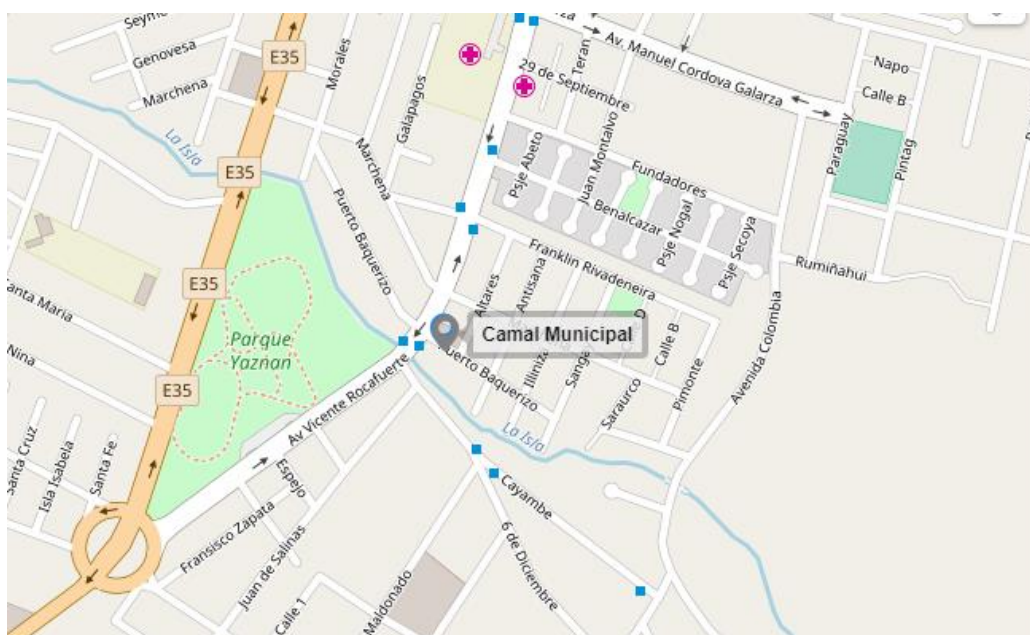 Genovesa
Marchena
Morales
Galapagos
E35
29 de Septiembre
Teran
Av. Manuel Cordova Galarza
Napo
Calle B
Paraguay
Pintag
La Isla
E35
Marchena
Puerto Baquerizo
Psje Abeto
Juan Montalvo
Fundadores
Benalcazar
Psje Nogal
Psje Secoya
Rumiñahui
Franklin Rivadeneira
E35
Santa Maria
Parque
Yaznan
Altares
Antisana
Camal Municipal
Puerto Baquerizo
Calle B
Pimonte
Saraurco
Avenida Colombia
Nina
E35
Av Vicente Rocafuerte
La Isla
Santa Cruz
Isla Isabela
Santa Fe
Espejo
Cayambe
Fransisco Zapata
Juan de Salinas
6 de Diciembre
Calle 1
Maldonado